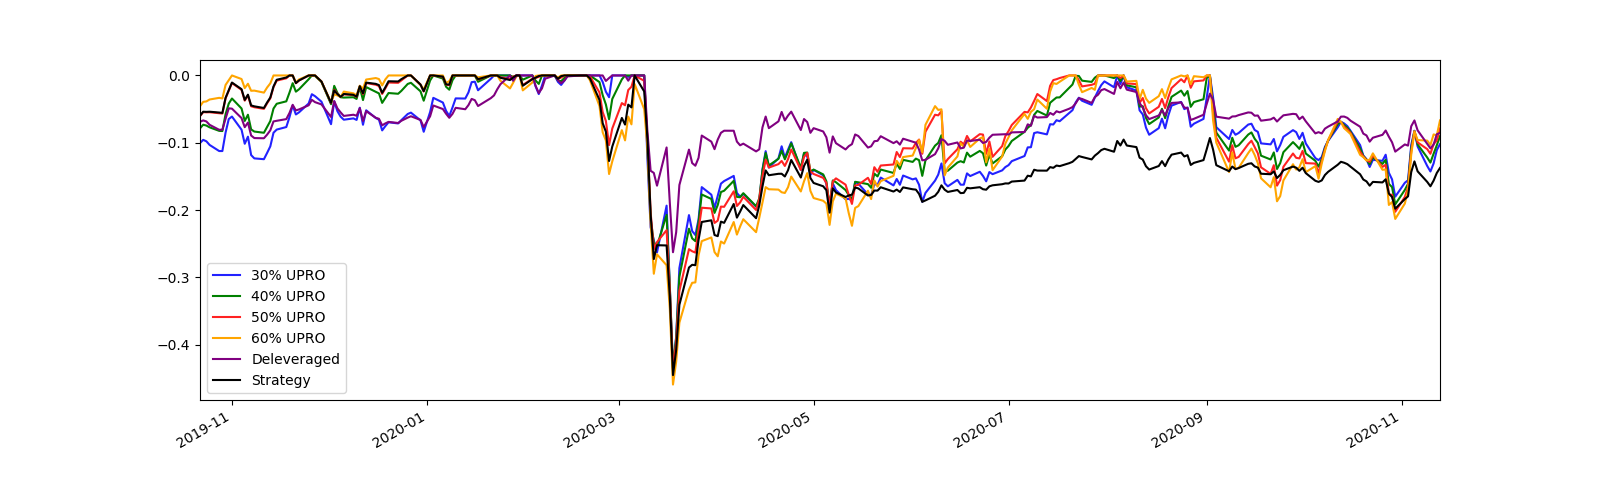 0.0
−0.1
−0.2
−0.3
−0.4
30% UPRO
40% UPRO
50% UPRO
60% UPRO
Deleveraged
Strategy
2019-11
2020-01
2020-03
2020-05
2020-07
2020-09
2020-11